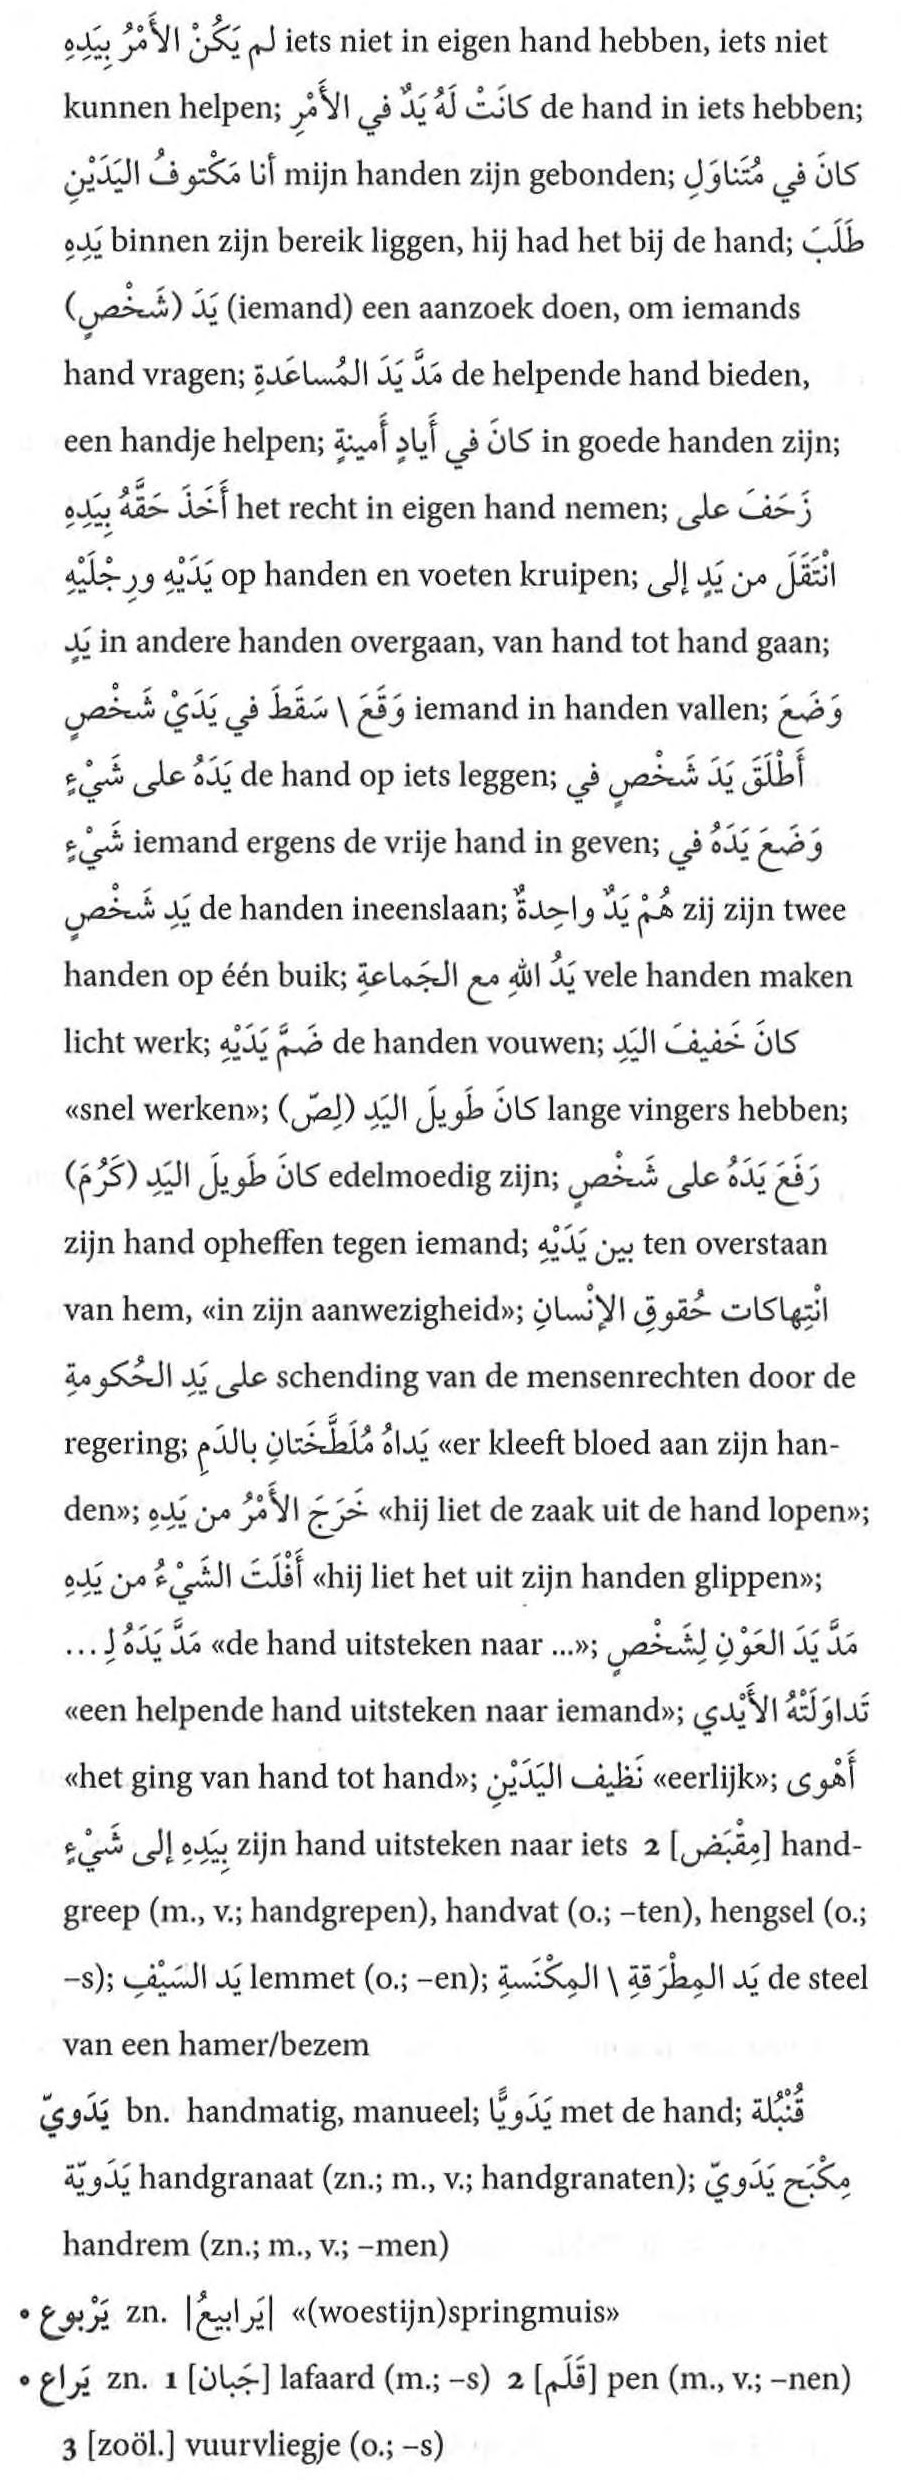 لم يَكُنْ الأَمْرُ بِيَدِهِ iets niet in eigen hand hebben, iets niet
kunnen helpen; كانَتْ لَهُ يَدٌ في الأَمْرِ de hand in iets hebben;
أَنا مَكْتوفُ اليَدَيْنِ mijn handen zijn gebonden; كانَ في مُتَناوَلِ
يَدِهِ binnen zijn bereik liggen, hij had het bij de hand; طَلَبَ
يَدَ (شَخْصٍ) (iemand) een aanzoek doen, om iemands
hand vragen; مَدَّ يَدَ المُساعَدةِ de helpende hand bieden,
een handje helpen; كانَ في أَيادٍ أَمينةٍ in goede handen zijn;
أَخَذَ حَقَّهُ بِيَدِهِ het recht in eigen hand nemen; زَحَفَ على
يَدَيْهِ ورِجْلَيْهِ op handen en voeten kruipen; انْتَقَلَ من يَدٍ إلى
يَدٍ in andere handen overgaan, van hand tot hand gaan;
وَقَعَ \ سَقَطَ في يَدَيْ شَخْصٍ iemand in handen vallen; وَضَعَ
يَدَهُ على شَيْءٍ de hand op iets leggen; أَطْلَقَ يَدَ شَخْصٍ في
شَيْءٍ iemand ergens de vrije hand in geven; وَضَعَ يَدَهُ في
يَدِ شَخْصٍ de handen ineenslaan; هُمْ يَدٌ واحِدةٌ zij zijn twee
handen op één buik; يَدُ اللهِ مع الجَماعةِ vele handen maken
licht werk; ضَمَّ يَدَيْهِ de handen vouwen; كانَ خَفيفَ اليَدِ
«snel werken»; كانَ طَويلَ اليَدِ (لِصّ) lange vingers hebben;
كانَ طَويلَ اليَدِ (كَرُمَ) edelmoedig zijn; رَفَعَ يَدَهُ على شَخْصٍ
zijn hand opheffen tegen iemand; بين يَدَيْهِ ten overstaan
van hem, «in zijn aanwezigheid»; انْتِهاكات حُقوقِ الإنْسانِ
على يَدِ الحُكومةِ schending van de mensenrechten door de
regering; يَداهُ مُلَطَّخَتانِ بِالدَمِ «er kleeft bloed aan zijn han-
den»; خَرَجَ الأَمْرُ من يَدِهِ «hij liet de zaak uit de hand lopen»;
أَفْلَتَ الشَيْءُ من يَدِهِ «hij liet het uit zijn handen glippen»;
مَدَّ يَدَهُ لِ... «de hand uitsteken naar ...»; مَدَّ يَدَ العَوْنِ لِشَخْصٍ
«een helpende hand uitsteken naar iemand»; تَداوَلَتْهُ الأَيْدي
«het ging van hand tot hand»; نَظيف اليَدَيْنِ «eerlijk»; أَهْوى
بِيَدِهِ إلى شَيْءٍ zijn hand uitsteken naar iets 2 [مِقْبَض] hand-
greep (m., v.; handgrepen), handvat (o.; –ten), hengsel (o.;
–s); يَد السَيْفِ lemmet (o.; –en); يَد المِطْرَقةِ \ المِكْنَسةِ de steel
van een hamer/bezem
يَدَويّ bn. handmatig, manueel; يَدَويًّا met de hand; قُنْبُلة
يَدَويّة handgranaat (zn.; m., v.; handgranaten); مِكْبَح يَدَويّ
handrem (zn.; m., v.; –men)
• يَرْبوع zn. |يَرابيعُ| «(woestijn)springmuis»
• يَراع zn. 1 [جَبان] lafaard (m.; –s) 2 [قَلَم] pen (m., v.; –nen)
3 [zoöl.] vuurvliegje (o.; –s)